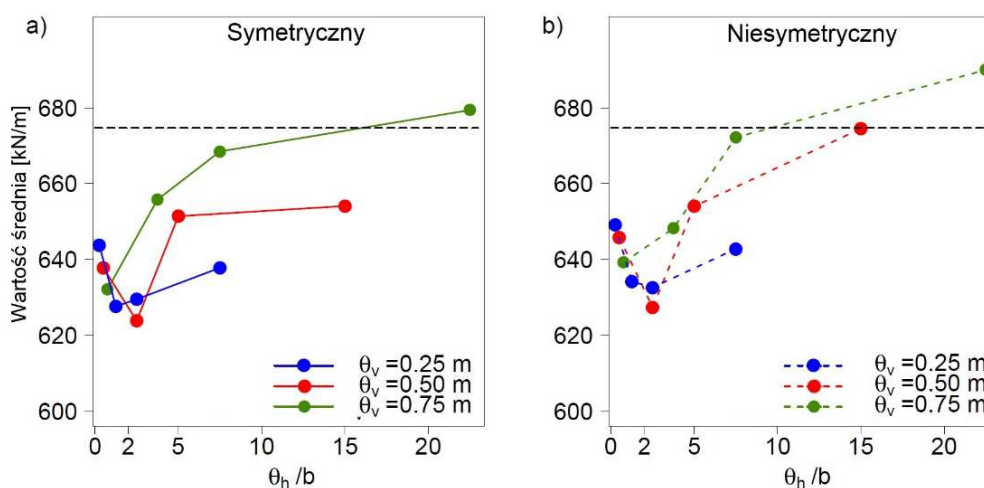 a)
Symetryczny
Wartość średnia [kN/m]
680
660
640
620
600
θv =0.25 m
θv =0.50 m
θv =0.75 m
0 2 5 10 15 20
θh /b
b)
Niesymetryczny
680
660
640
620
600
θv =0.25 m
θv =0.50 m
θv =0.75 m
0 2 5 10 15 20
θh /b